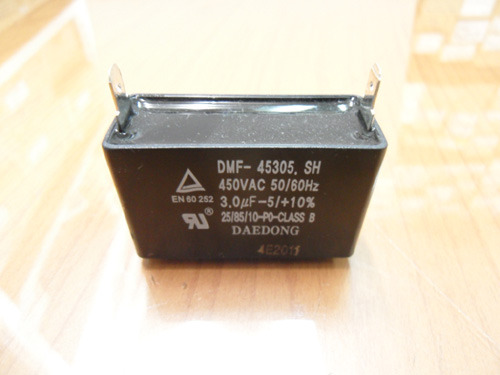 DMF- 45305. SH
450VAC 50/60Hz
EN 60 252
3.0μF-5/+10%
25/85/10-P0-CLASS B
DAEDONG
4E2011